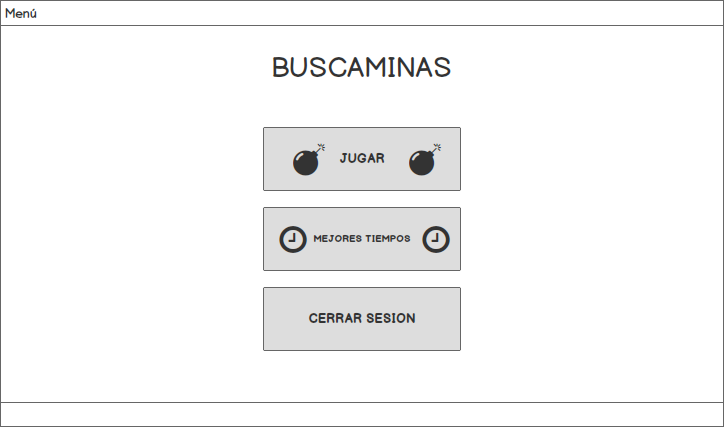 Menú
BUSCAMINAS
JUGAR
MEJORES TIEMPOS
CERRAR SESION